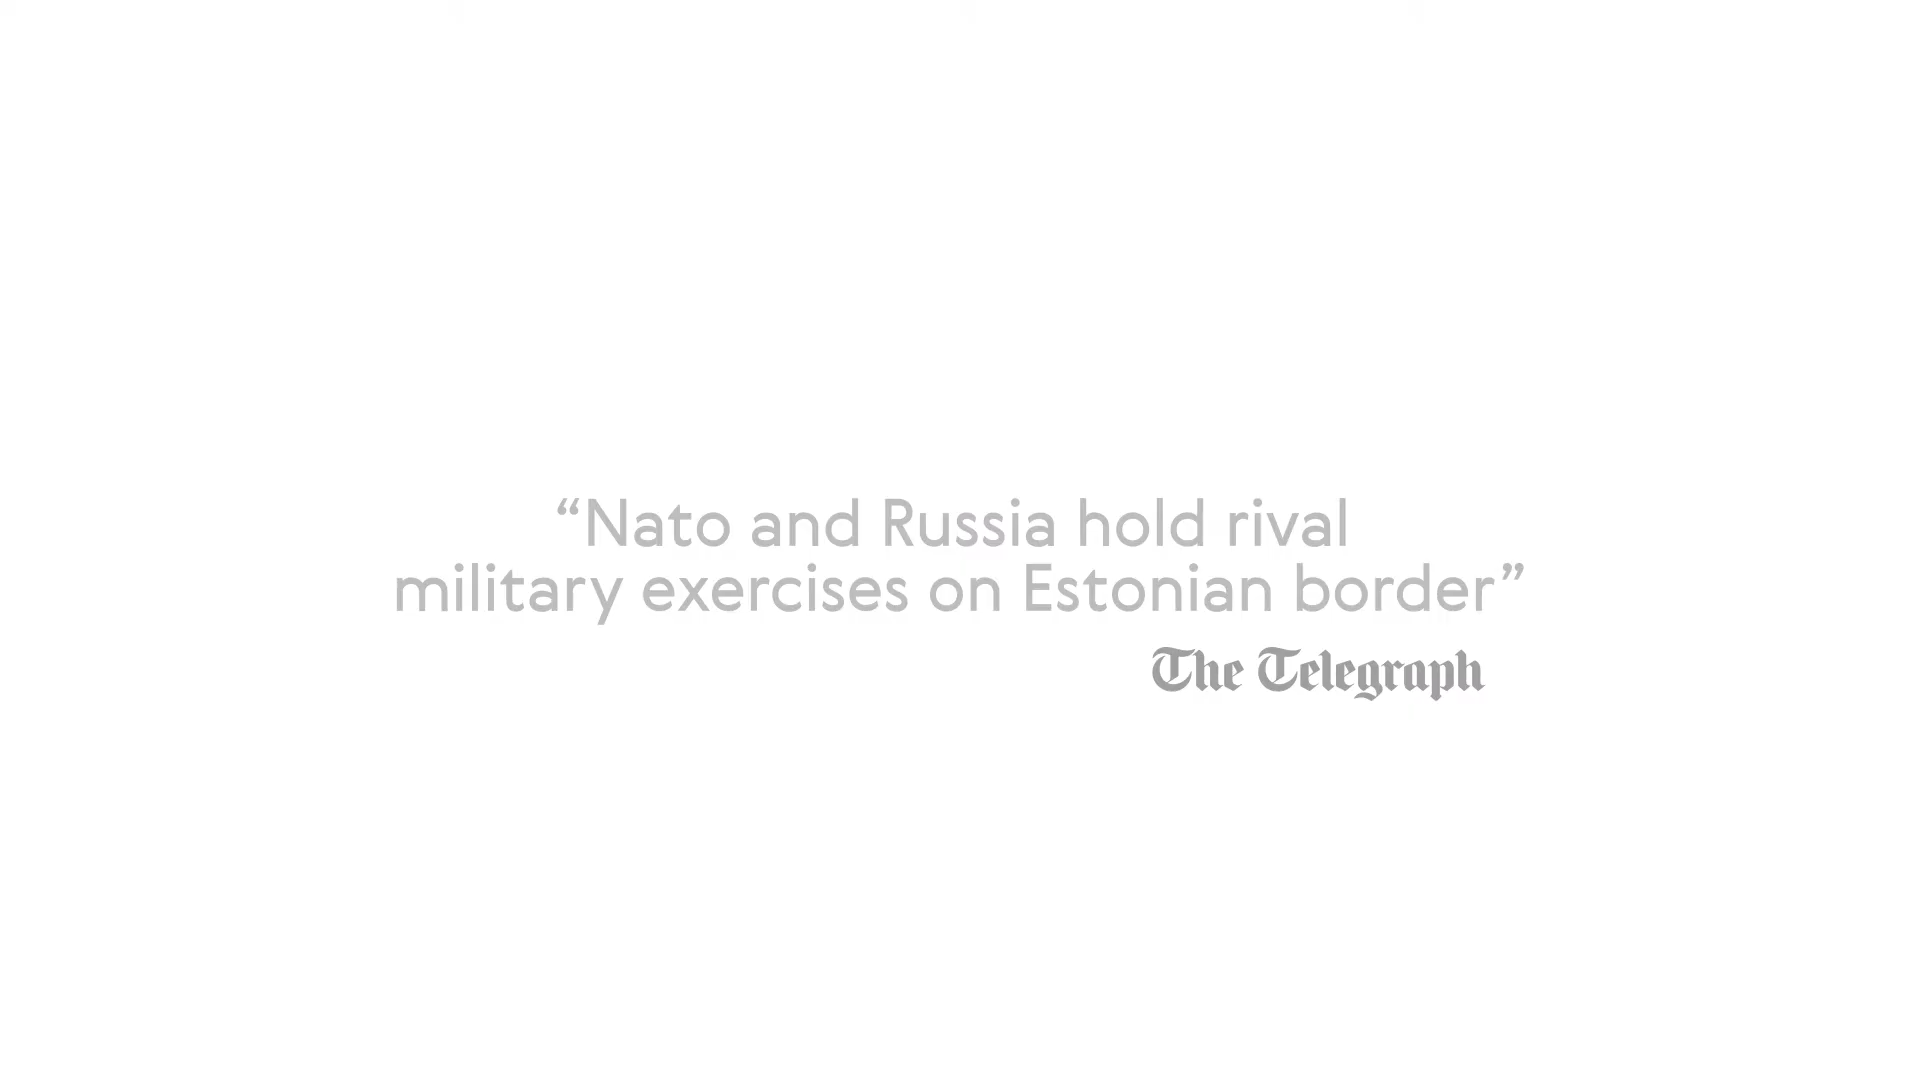 “Nato and Russia hold rival
military exercises on Estonian border”
The Telegraph